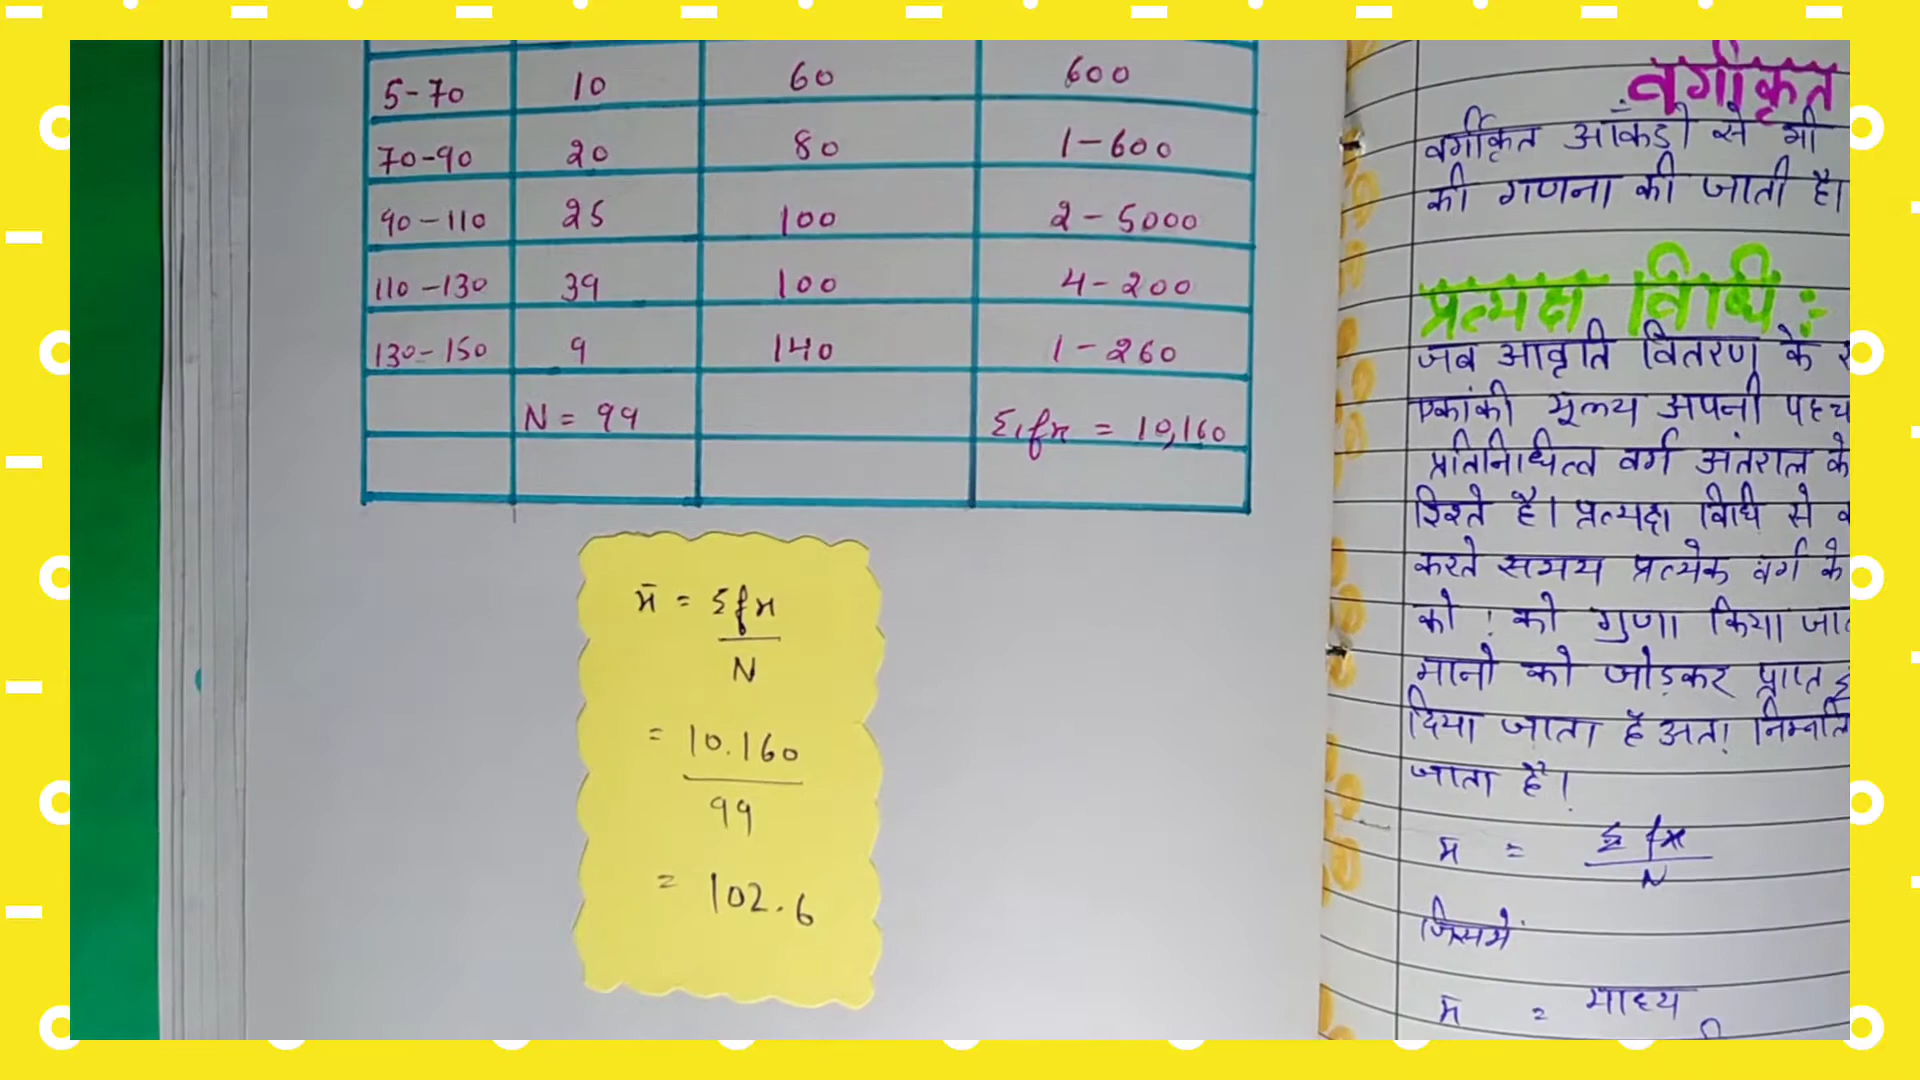 5-70 10 60 600
70-90 20 80 1-600
90-110 25 100 2-5000
110-130 39 100 4-200
130-150 9 140 1-260
N = 99 Σfx = 10,160
x̄ = Σfx
N
= 10.160
99
= 102.6
वर्गीकृत
वर्गीकृत आँकड़ो से भी
की गणना की जाती है।
प्रत्यक्ष विधि :
जब आवृति वितरण के
एकांकी मूल्य अपनी पहच
प्रतिनिधित्व वर्ग अंतराल के
रिश्ते है। प्रत्यक्ष विधि से
करते समय प्रत्येक वर्ग के
को ! को गुणा किया जा
मानो को जोड़कर प्राप्त
दिया जाता है अत! निम्नलि
जाता है।
x̄ = Σfx
N
जिसमें
x̄ = माध्य